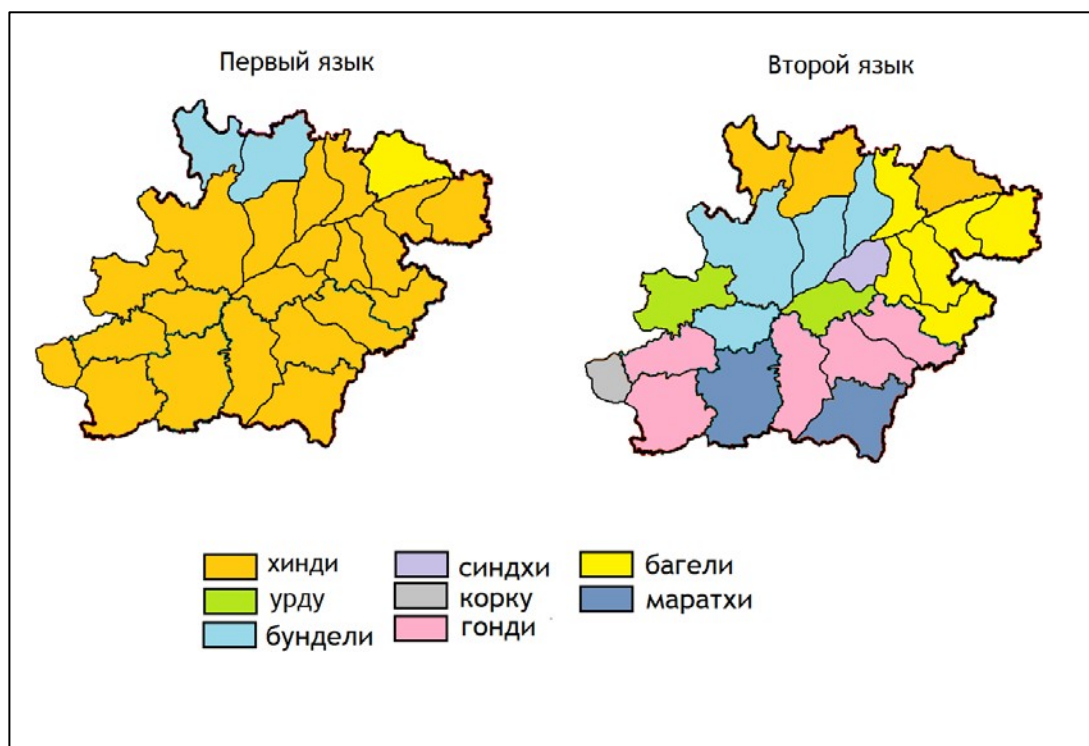 Первый язык
Второй язык
хинди
урду
бундели
синдхи
корку
гонди
багели
маратхи